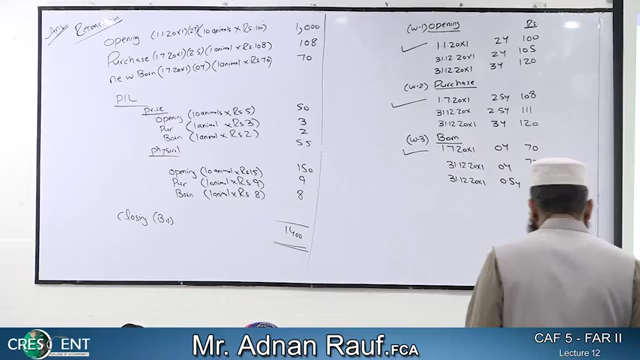 Opening (1.1.20X1)(2Y)(10 animals x Rs.100) 1,000
Purchase (1.7.20X1)(2.5)(1 animal x Rs 108) 108
new Born (1.7.20X1)(0Y)(1 animal x Rs 70) 70
P/L
price
Opening (10 animals x Rs 5) 50
Pur (1 animal x Rs 3) 3
Born (1 animal x Rs 2) 2
55
physical
Opening (10 animals x Rs 15) 150
Pur (1 animal x Rs 9) 9
Born (1 animal x Rs 8) 8
Closing
1400
(W-1) Opening Rs
1.1.20X1 2Y 100
31.12.20X1 2Y 105
31.12.20X1 3Y 120
(W-2) Purchase
1.7.20X1 2.5Y 108
31.12.20X1 2.5Y 111
31.12.20X1 3Y 120
(W-3) Born
1.7.20X1 0Y 70
31.12.20X1 0Y
31.12.20X1 0.5Y
CRESCENT
COLLEGE OF ACCOUNTANCY
Mr. Adnan Rauf.FCA
CAF 5 - FAR II
Lecture 12